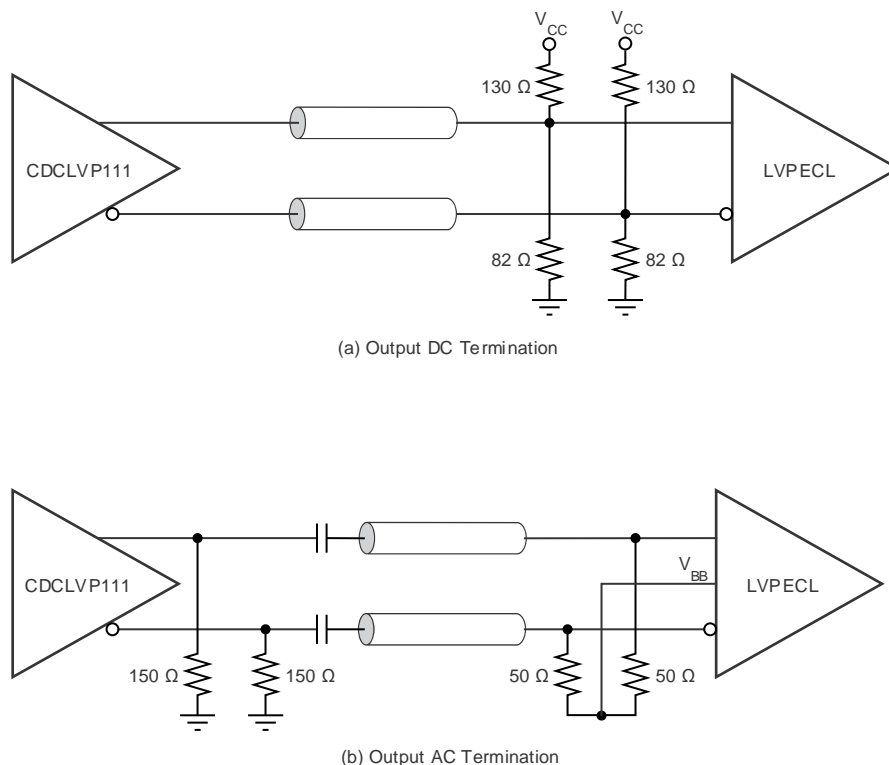 VCC VCC
130 Ω 130 Ω
CDCLVP111 LVPECL
82 Ω 82 Ω
(a) Output DC Termination
VBB
CDCLVP111 LVPECL
150 Ω 150 Ω 50 Ω 50 Ω
(b) Output AC Termination